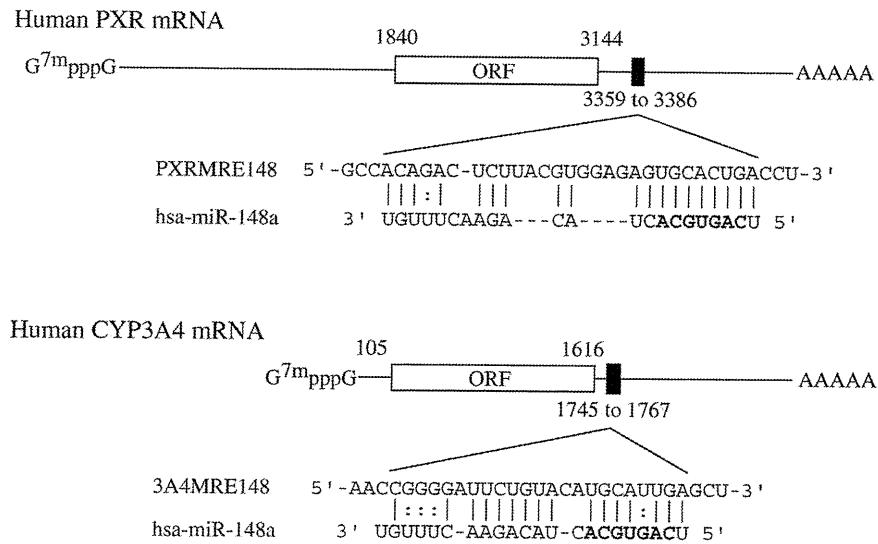 Human PXR mRNA
1840 3144
G7mpppG ORF AAAAA
3359 to 3386
PXRMRE148 5'-GCCACAGAC-UCUUACGUGGAGAGUGCACUGACCU-3'
hsa-miR-148a 3' UGUUUCAAGA---CA----UCACGUGACU 5'
Human CYP3A4 mRNA
105 1616
G7mpppG ORF AAAAA
1745 to 1767
3A4MRE148 5'-AACCGGGGAUUCUGUACAUGCAUUGAGCU-3'
hsa-miR-148a 3' UGUUUC-AAGACAU-CACGUGACU 5'